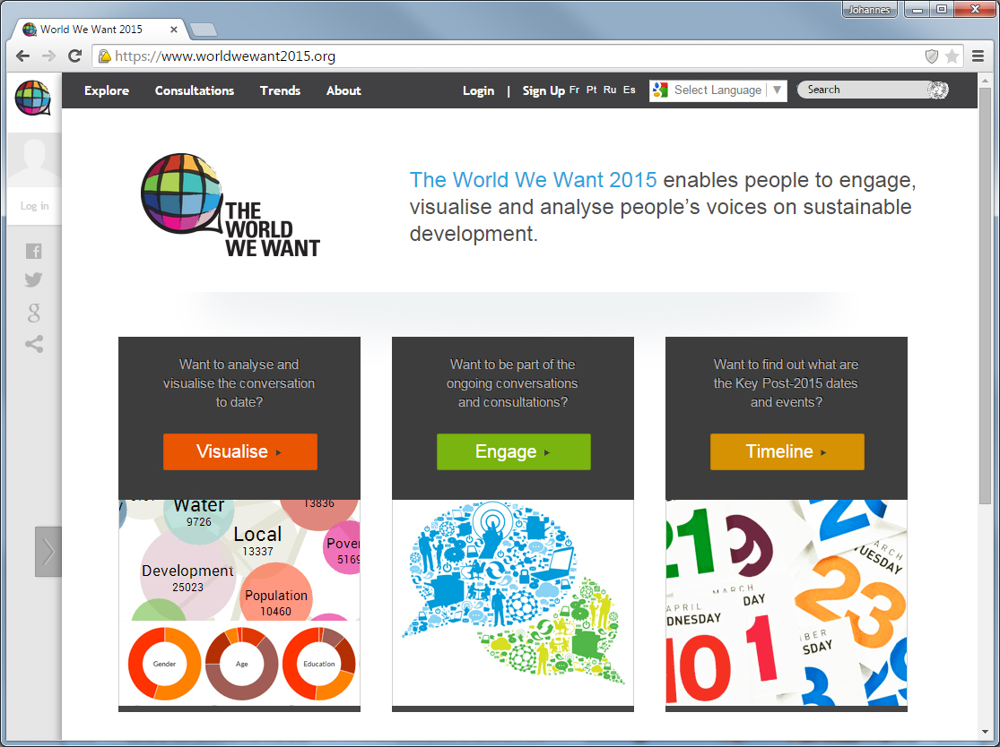 Johannes
World We Want 2015
https://www.worldwewant2015.org
Explore Consultations Trends About Login | Sign Up Fr Pt Ru Es Select Language Search
Log in
THE
WORLD
WE WANT
The World We Want 2015 enables people to engage,
visualise and analyse people's voices on sustainable
development.
Want to analyse and
visualise the conversation
to date?
Visualise
Want to be part of the
ongoing conversations
and consultations?
Engage
Want to find out what are
the Key Post-2015 dates
and events?
Timeline
Water
9726
13836
Local
13337
Pover
5169
Development
25023
Population
10460
Gender
Age
Education
213
9
MARCH
TUESDAY
23
MARCH
DAY
APRIL
DNESDAY
10
1
BER
SDAY